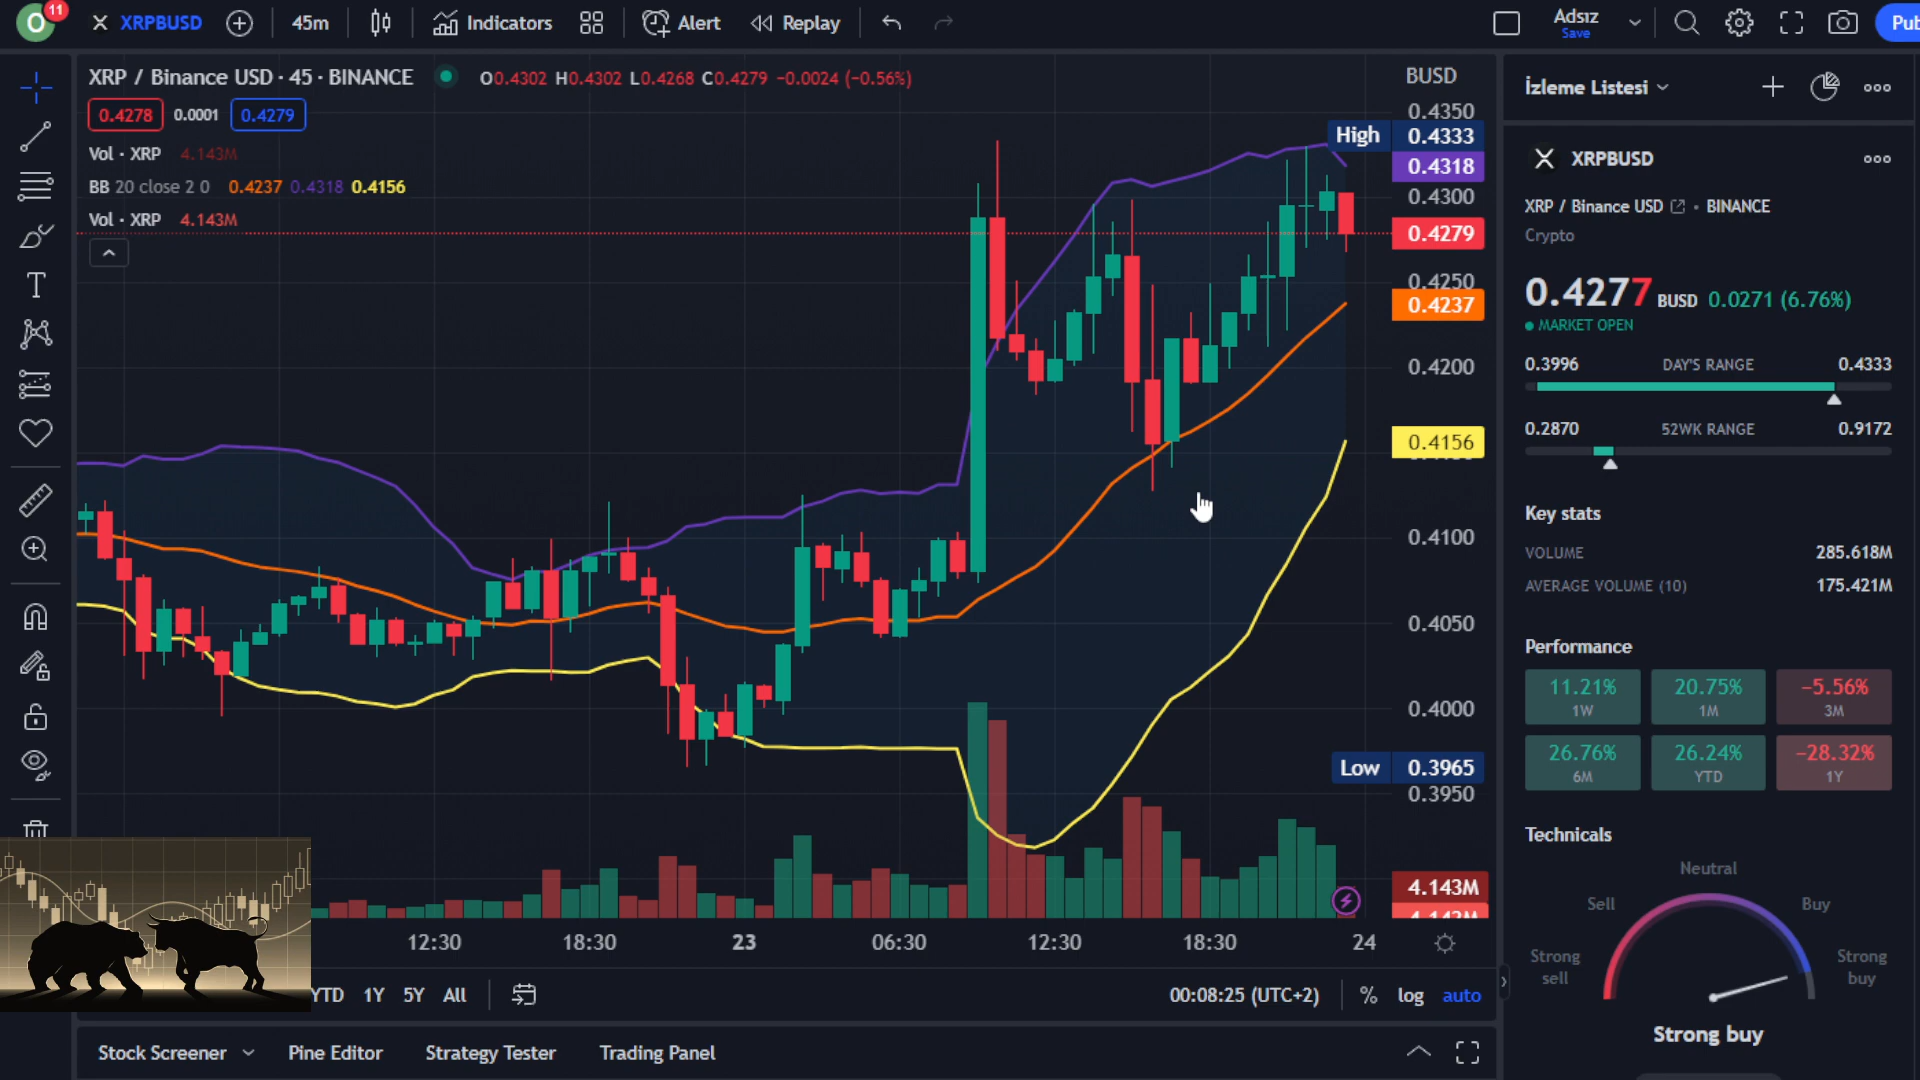 O 11 XRPBUSD 45m Indicators Alert Replay Adsız Save Pub
XRP / Binance USD · 45 · BINANCE O0.4302 H0.4302 L0.4268 C0.4279 −0.0024 (−0.56%)
0.4278 0.0001 0.4279
Vol · XRP 4.143M
BB 20 close 2 0 0.4237 0.4318 0.4156
Vol · XRP 4.143M
BUSD
0.4350
High 0.4333
0.4318
0.4300
0.4279
0.4250
0.4237
0.4200
0.4156
0.4100
0.4050
0.4000
Low 0.3965
0.3950
4.143M
4.143M
12:30 18:30 23 06:30 12:30 18:30 24
YTD 1Y 5Y All 00:08:25 (UTC+2) % log auto
Stock Screener Pine Editor Strategy Tester Trading Panel
İzleme Listesi
XRPBUSD
XRP / Binance USD · BINANCE
Crypto
0.4277 BUSD 0.0271 (6.76%)
MARKET OPEN
0.3996 DAY'S RANGE 0.4333
0.2870 52WK RANGE 0.9172
Key stats
VOLUME 285.618M
AVERAGE VOLUME (10) 175.421M
Performance
11.21% 20.75% −5.56%
1W 1M 3M
26.76% 26.24% −28.32%
6M YTD 1Y
Technicals
Neutral
Sell Buy
Strong sell Strong buy
Strong buy